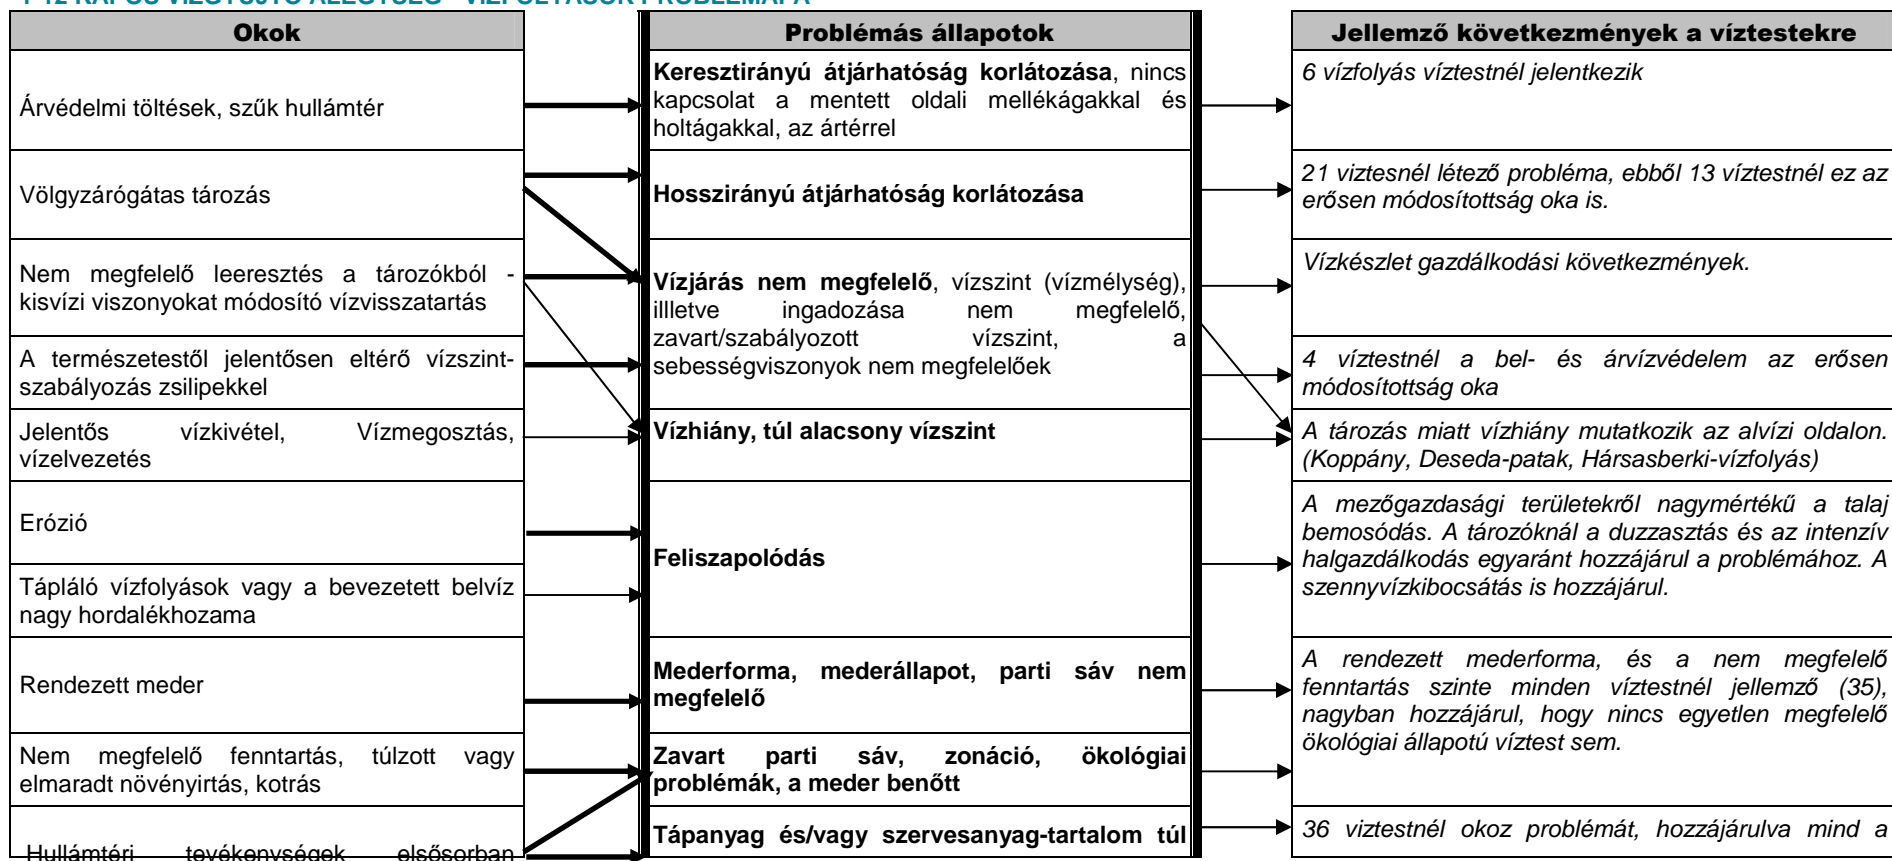 Okok
Árvédelmi töltések, szűk hullámtér
Völgyzárógátas tározás
Nem megfelelő leeresztés a tározókból -
kisvízi viszonyokat módosító vízvisszatartás
A természetestől jelentősen eltérő vízszint-
szabályozás zsilipekkel
Jelentős vízkivétel, Vízmegosztás,
vízelvezetés
Erózió
Tápláló vízfolyások vagy a bevezetett belvíz
nagy hordalékhozama
Rendezett meder
Nem megfelelő fenntartás, túlzott vagy
elmaradt növényirtás, kotrás
Hullámtéri tevékenységek elsősorban
Problémás állapotok
Keresztirányú átjárhatóság korlátozása, nincs
kapcsolat a mentett oldali mellékágakkal és
holtágakkal, az ártérrel
Hosszirányú átjárhatóság korlátozása
Vízjárás nem megfelelő, vízszint (vízmélység),
illletve ingadozása nem megfelelő,
zavart/szabályozott vízszint, a
sebességviszonyok nem megfelelőek
Vízhiány, túl alacsony vízszint
Feliszapolódás
Mederforma, mederállapot, parti sáv nem
megfelelő
Zavart parti sáv, zonáció, ökológiai
problémák, a meder benőtt
Tápanyag és/vagy szervesanyag-tartalom túl
Jellemző következmények a víztestekre
6 vízfolyás víztestnél jelentkezik
21 viztesnél létező probléma, ebből 13 víztestnél ez az
erősen módosítottság oka is.
Vízkészlet gazdálkodási következmények.
4 víztestnél a bel- és árvízvédelem az erősen
módosítottság oka
A tározás miatt vízhiány mutatkozik az alvízi oldalon.
(Koppány, Deseda-patak, Hársasberki-vízfolyás)
A mezőgazdasági területekről nagymértékű a talaj
bemosódás. A tározóknál a duzzasztás és az intenzív
halgazdálkodás egyaránt hozzájárul a problémához. A
szennyvízkibocsátás is hozzájárul.
A rendezett mederforma, és a nem megfelelő
fenntartás szinte minden víztestnél jellemző (35),
nagyban hozzájárul, hogy nincs egyetlen megfelelő
ökológiai állapotú víztest sem.
36 viztestnél okoz problémát, hozzájárulva mind a